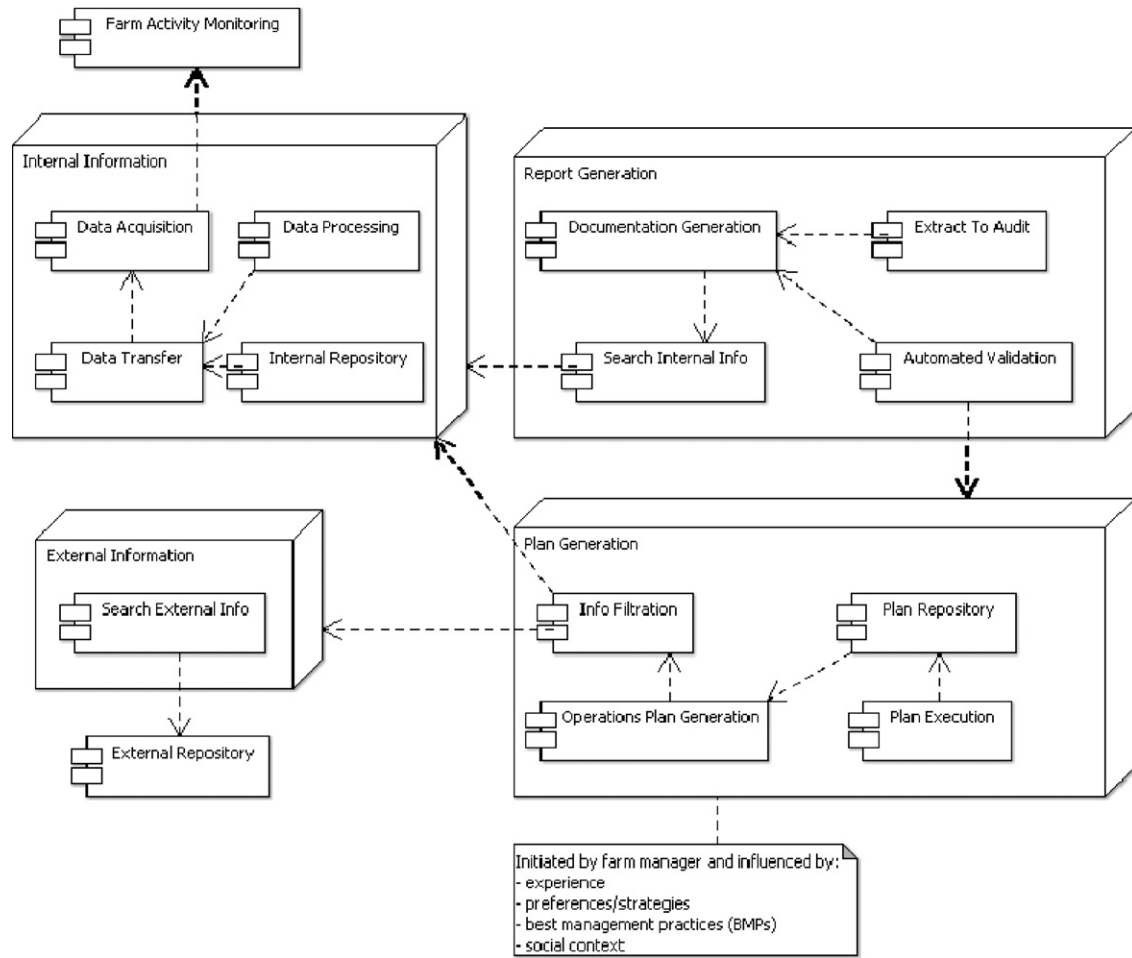 Farm Activity Monitoring
Internal Information
Data Acquisition
Data Processing
Data Transfer
Internal Repository
Report Generation
Documentation Generation
Extract To Audit
Search Internal Info
Automated Validation
External Information
Search External Info
External Repository
Plan Generation
Info Filtration
Plan Repository
Operations Plan Generation
Plan Execution
Initiated by farm manager and influenced by:
- experience
- preferences/strategies
- best management practices (BMPs)
- social context